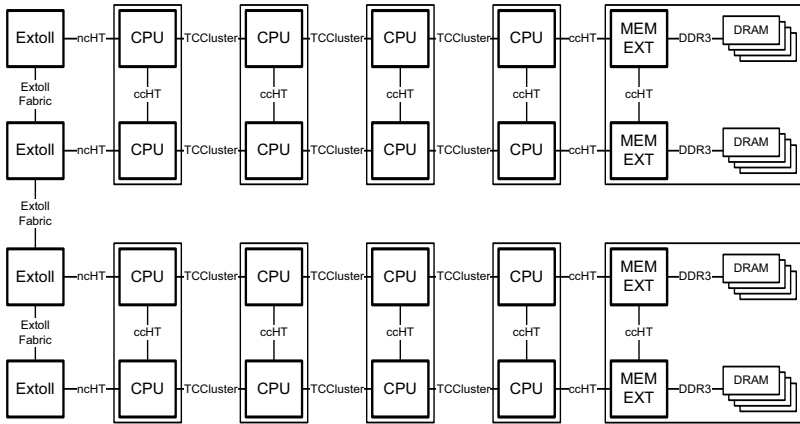 Extoll ncHT CPU TCCluster CPU TCCluster CPU TCCluster CPU ccHT MEM EXT DDR3 DRAM
Extoll Fabric ccHT ccHT ccHT ccHT ccHT
Extoll ncHT CPU TCCluster CPU TCCluster CPU TCCluster CPU ccHT MEM EXT DDR3 DRAM
Extoll Fabric
Extoll ncHT CPU TCCluster CPU TCCluster CPU TCCluster CPU ccHT MEM EXT DDR3 DRAM
Extoll Fabric ccHT ccHT ccHT ccHT ccHT
Extoll ncHT CPU TCCluster CPU TCCluster CPU TCCluster CPU ccHT MEM EXT DDR3 DRAM